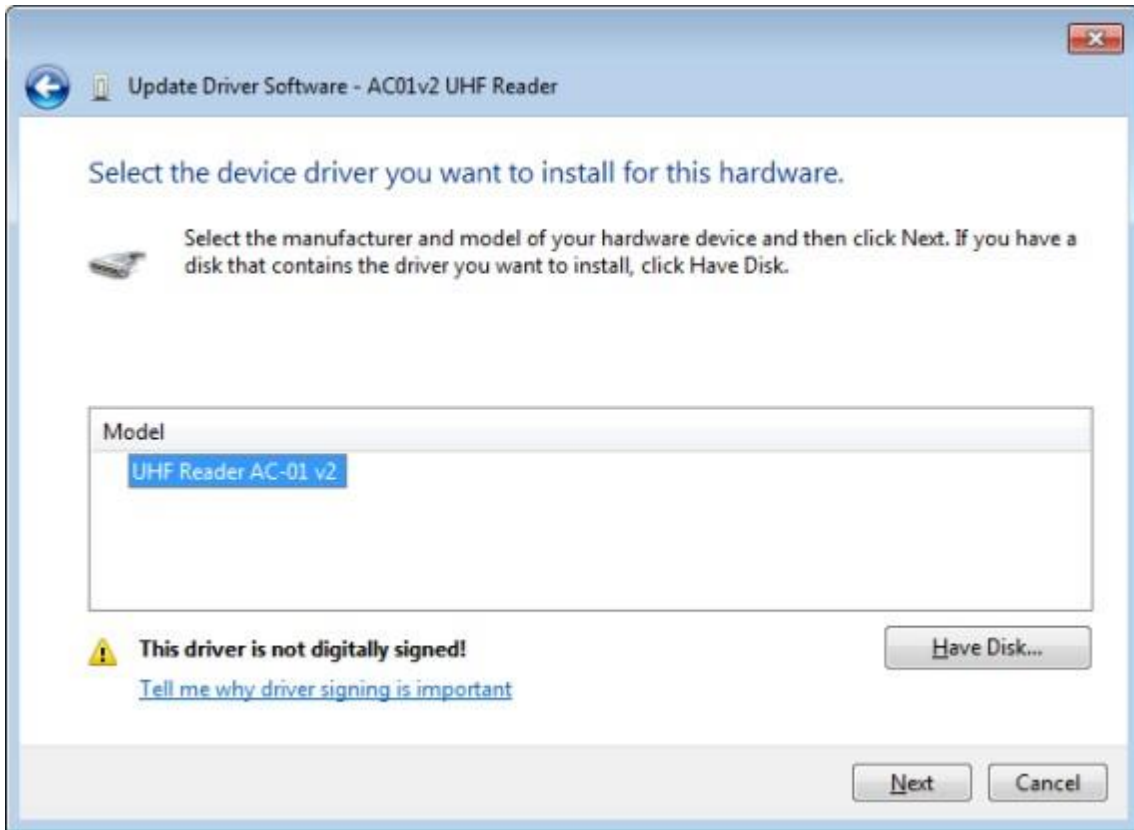 Update Driver Software - AC01v2 UHF Reader
Select the device driver you want to install for this hardware.
Select the manufacturer and model of your hardware device and then click Next. If you have a
disk that contains the driver you want to install, click Have Disk.
Model
UHF Reader AC-01 v2
This driver is not digitally signed!
Have Disk...
Tell me why driver signing is important
Next
Cancel